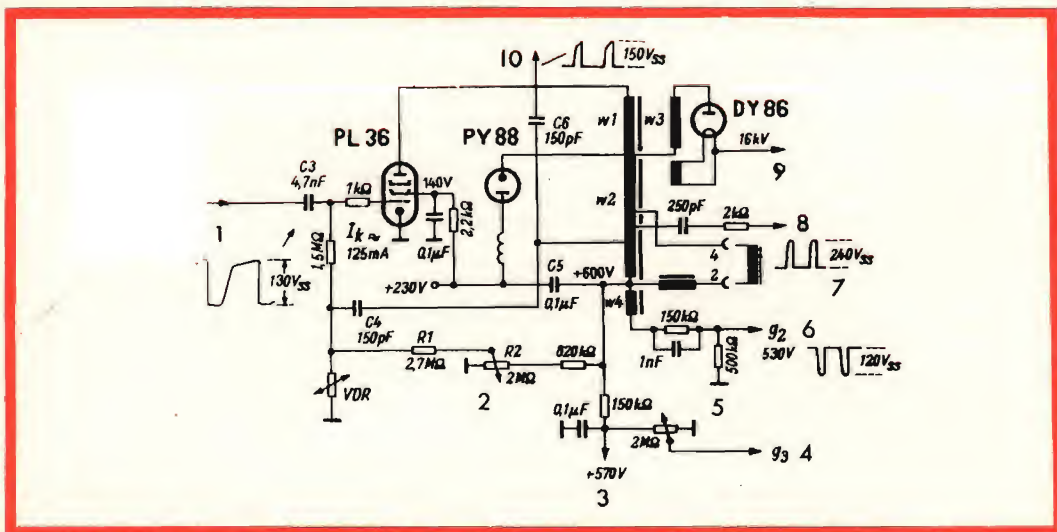 10
150Vss
DY 86
w1
w3
C6
150pF
PL 36
PY 88
16kV
9
C3
4,7nF
1kΩ
140V
2,2kΩ
w2
250pF
2kΩ
8
1
Ik ≈
125mA
0,1µF
1,5MΩ
4
240Vss
130Vss
+230V
C5
0,1µF
+600V
2
7
w4
C4
150pF
150kΩ
g2
6
1nF
530V
120Vss
R1
2,7MΩ
R2
2MΩ
820kΩ
500kΩ
5
VDR
2
150kΩ
0,1µF
2MΩ
g3
4
+570V
3